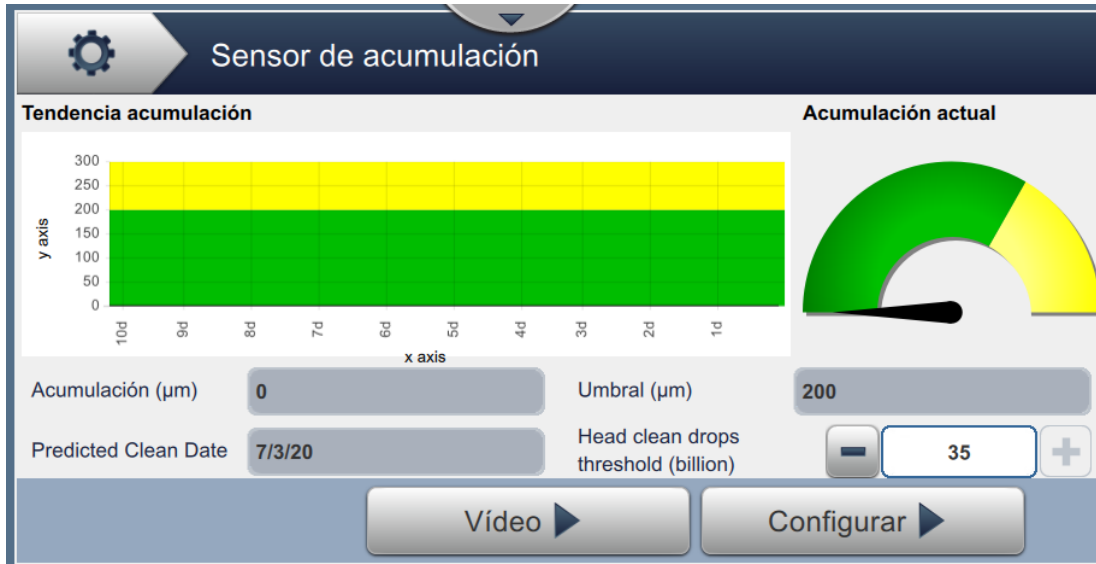 Sensor de acumulación
Tendencia acumulación
Acumulación actual
300
250
200
150
100
50
0
y axis
10d 9d 8d 7d 6d 5d 4d 3d 2d 1d
x axis
Acumulación (µm) 0 Umbral (µm) 200
Predicted Clean Date 7/3/20 Head clean drops
threshold (billion) 35
Vídeo Configurar